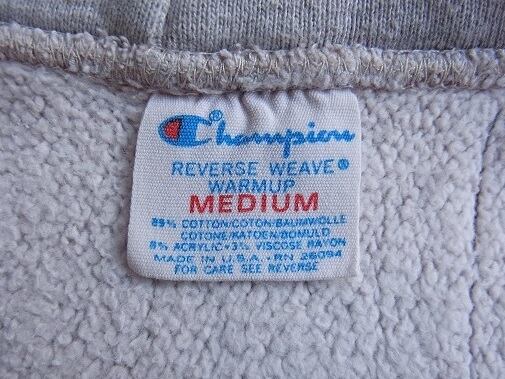 Champion®
REVERSE WEAVE®
WARMUP
MEDIUM
89% COTTON/COTON/BAUMWOLLE
COTONE/KATOEN/BOMULD
8% ACRYLIC•3% VISCOSE RAYON
MADE IN U.S.A.•RN 26094
FOR CARE SEE REVERSE